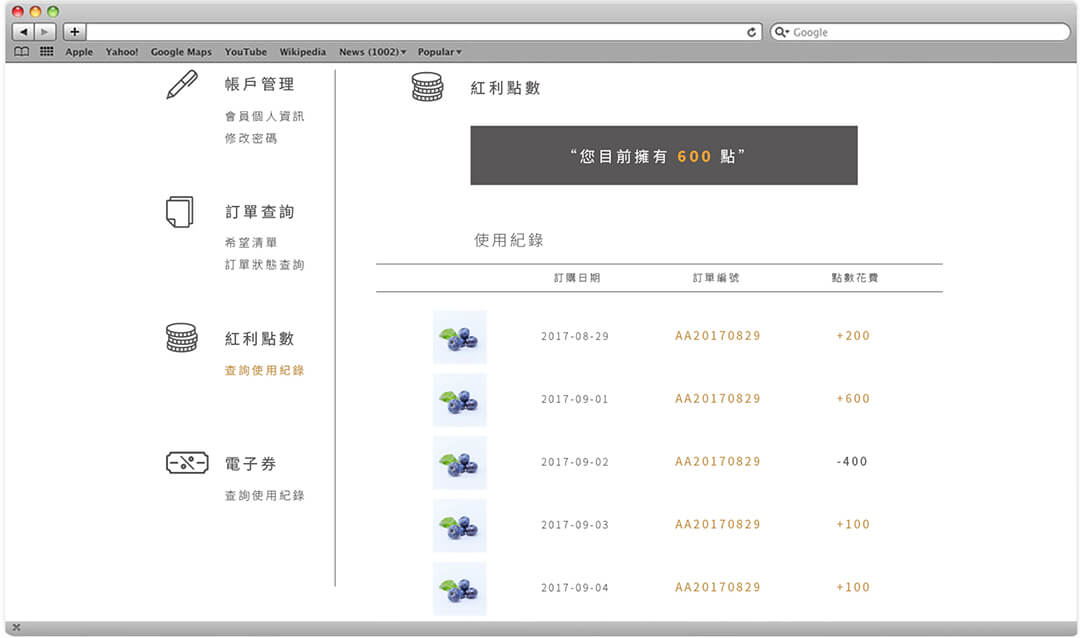 Google
Apple Yahoo! Google Maps YouTube Wikipedia News (1002) Popular
帳戶管理
會員個人資訊
修改密碼
訂單查詢
希望清單
訂單狀態查詢
紅利點數
查詢使用紀錄
電子券
查詢使用紀錄
紅利點數
“您目前擁有 600 點”
使用紀錄
訂購日期 訂單編號 點數花費
2017-08-29 AA20170829 +200
2017-09-01 AA20170829 +600
2017-09-02 AA20170829 -400
2017-09-03 AA20170829 +100
2017-09-04 AA20170829 +100